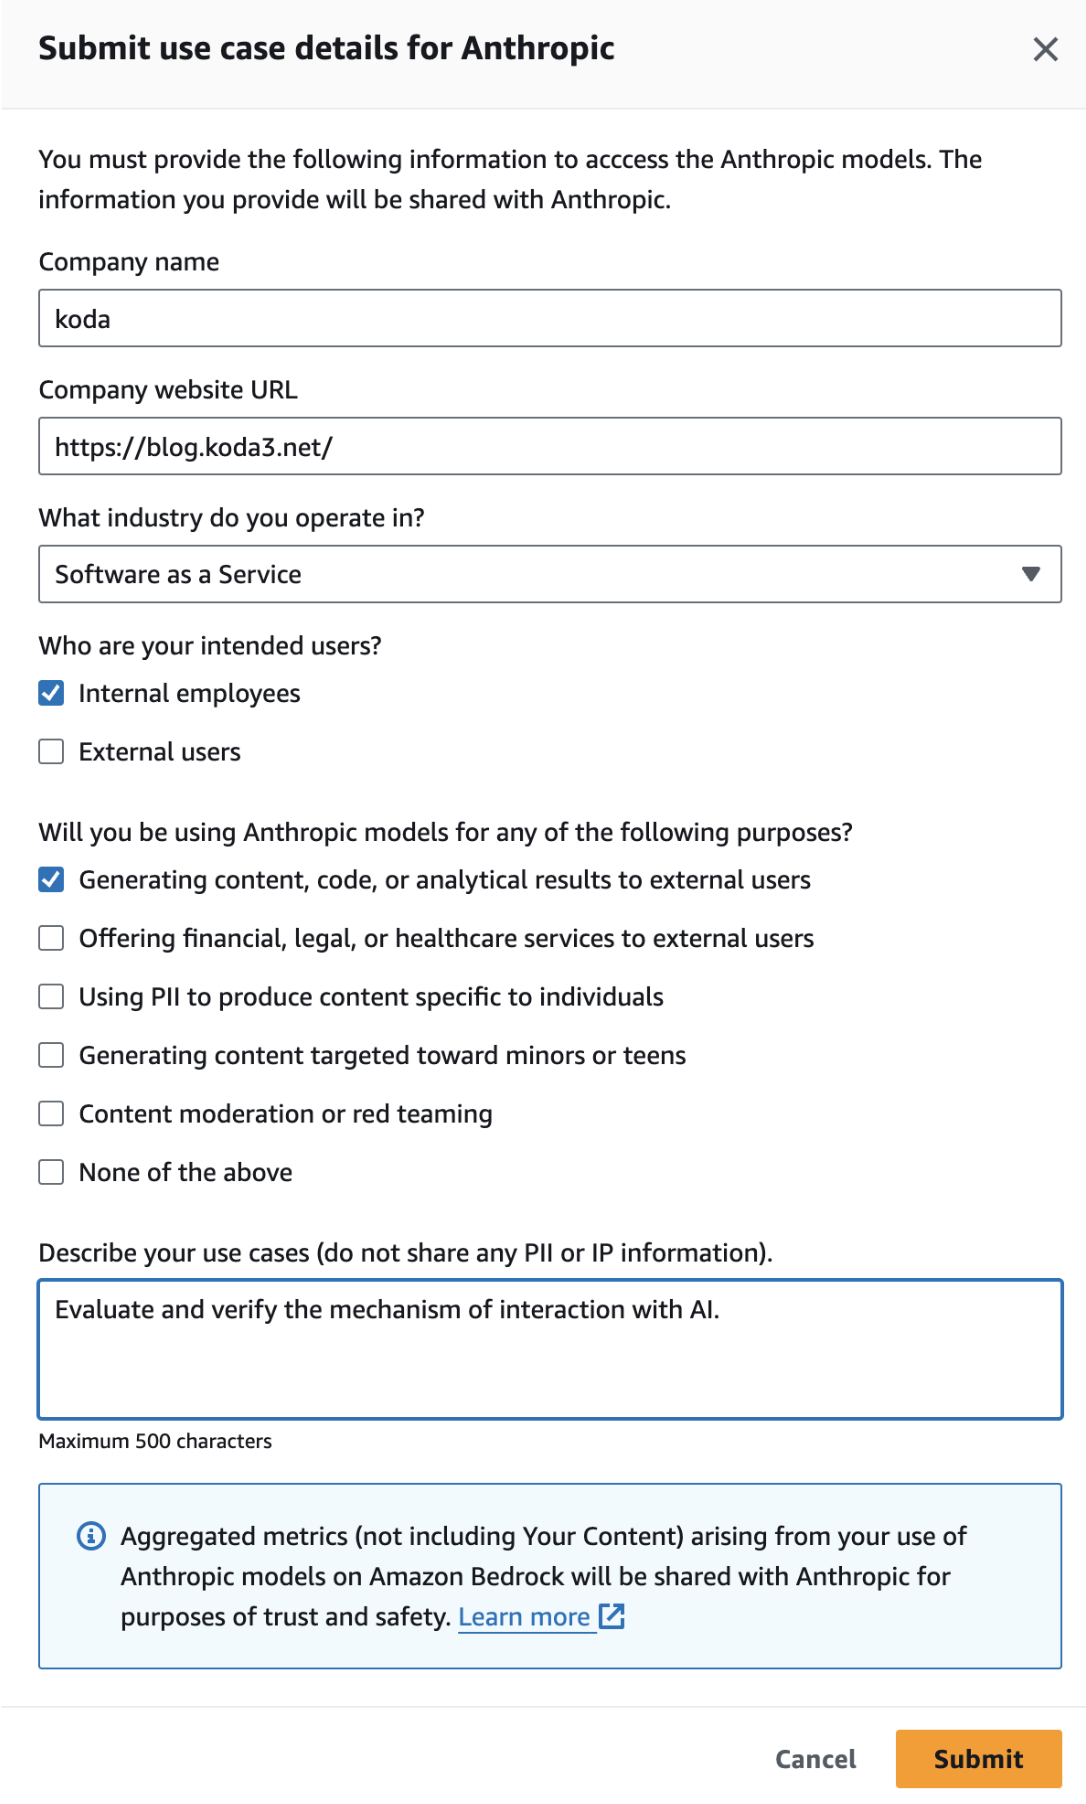 Submit use case details for Anthropic
You must provide the following information to acccess the Anthropic models. The
information you provide will be shared with Anthropic.
Company name
koda
Company website URL
https://blog.koda3.net/
What industry do you operate in?
Software as a Service
Who are your intended users?
Internal employees
External users
Will you be using Anthropic models for any of the following purposes?
Generating content, code, or analytical results to external users
Offering financial, legal, or healthcare services to external users
Using PII to produce content specific to individuals
Generating content targeted toward minors or teens
Content moderation or red teaming
None of the above
Describe your use cases (do not share any PII or IP information).
Evaluate and verify the mechanism of interaction with AI.
Maximum 500 characters
Aggregated metrics (not including Your Content) arising from your use of
Anthropic models on Amazon Bedrock will be shared with Anthropic for
purposes of trust and safety. Learn more
Cancel Submit